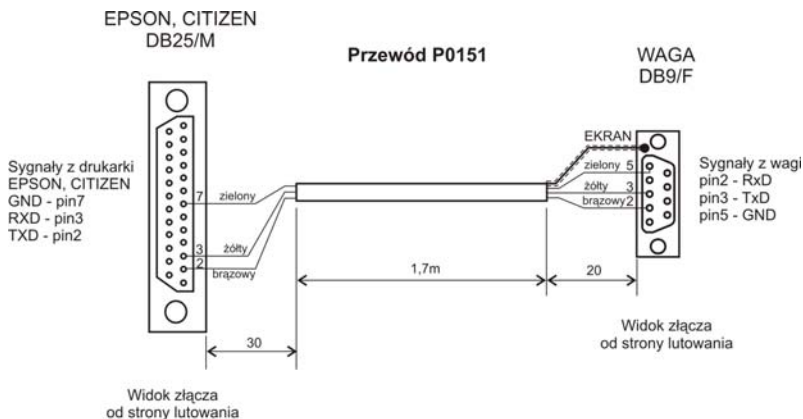 EPSON, CITIZEN
DB25/M
Przewód P0151
WAGA
DB9/F
EKRAN
Sygnały z drukarki
EPSON, CITIZEN
GND - pin7
RXD - pin3
TXD - pin2
7
zielony
3
żółty
2
brązowy
zielony
5
żółty
3
brązowy
2
Sygnały z wagi
pin2 - RxD
pin3 - TxD
pin5 - GND
1,7m
20
30
Widok złącza
od strony lutowania
Widok złącza
od strony lutowania